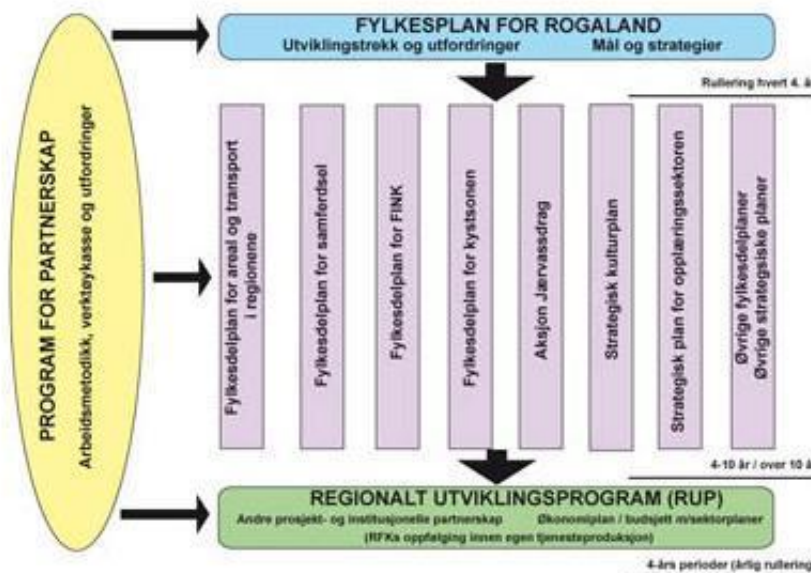 FYLKESPLAN FOR ROGALAND
Utviklingstrekk og utfordringer Mål og strategier
Rullering hvert 4. å
PROGRAM FOR PARTNERSKAP
Arbeidsmetodikk, verktøykasse og utfordringer
Fylkesdelplan for areal og transport
i regionene
Fylkesdelplan for samferdsel
Fylkesdelplan for FINK
Fylkesdelplan for kystsonen
Aksjon Jærvassdrag
Strategisk kulturplan
Strategisk plan for opplæringssektoren
Øvrige fylkesdelplaner
Øvrige strategsiske planer
4-10 år / over 10 å
REGIONALT UTVIKLINGSPROGRAM (RUP)
Andre prosjekt- og institusjonelle partnerskap Økonomiplan / budsjett m/sektorplaner
(RFKs oppfølging innen egen tjenesteproduksjon)
4-års perioder (årlig rullering)